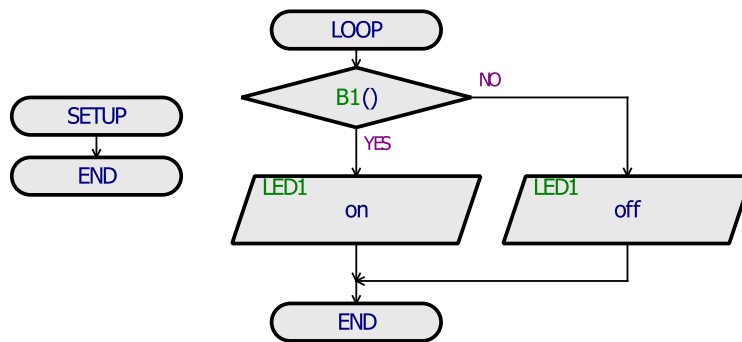 SETUP
END
LOOP
B1()
NO
YES
LED1
on
LED1
off
END